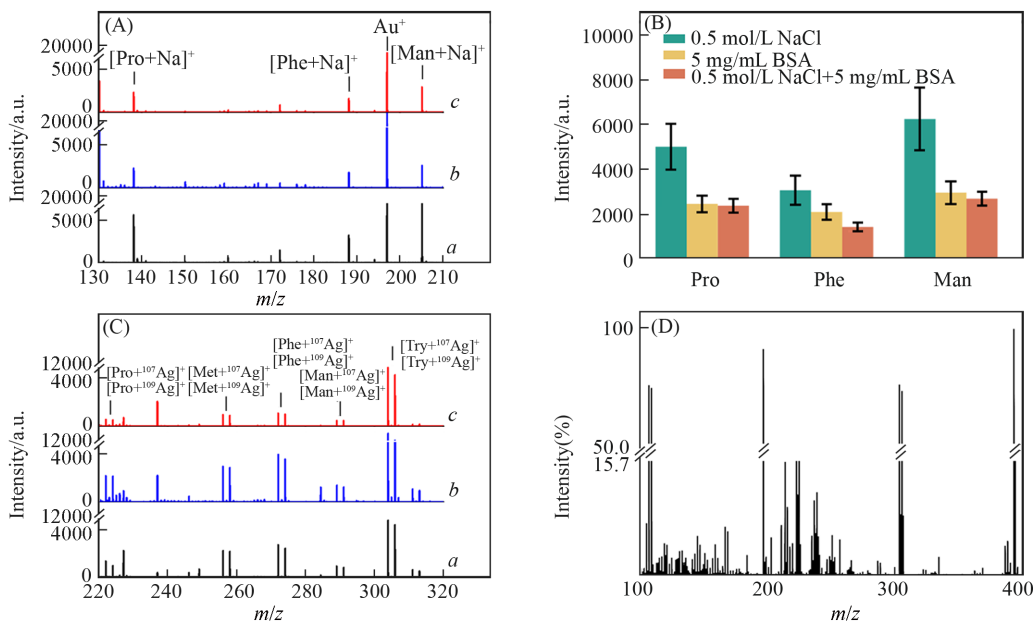 (A)
Au⁺
[Pro+Na]⁺
[Phe+Na]⁺
[Man+Na]⁺
20000
5000
0
c
20000
5000
0
b
20000
5000
0
a
Intensity/a.u.
130 140 150 160 170 180 190 200 210
m/z
(B)
0.5 mol/L NaCl
5 mg/mL BSA
0.5 mol/L NaCl+5 mg/mL BSA
10000
8000
6000
4000
2000
0
Intensity/a.u.
Pro Phe Man
(C)
[Pro+¹⁰⁷Ag]⁺
[Pro+¹⁰⁹Ag]⁺
[Met+¹⁰⁷Ag]⁺
[Met+¹⁰⁹Ag]⁺
[Phe+¹⁰⁷Ag]⁺
[Phe+¹⁰⁹Ag]⁺
[Man+¹⁰⁷Ag]⁺
[Man+¹⁰⁹Ag]⁺
[Try+¹⁰⁷Ag]⁺
[Try+¹⁰⁹Ag]⁺
12000
4000
0
c
12000
4000
0
b
12000
4000
0
a
Intensity/a.u.
220 240 260 280 300 320
m/z
(D)
100
50.0
15.7
Intensity(%)
100 200 300 400
m/z